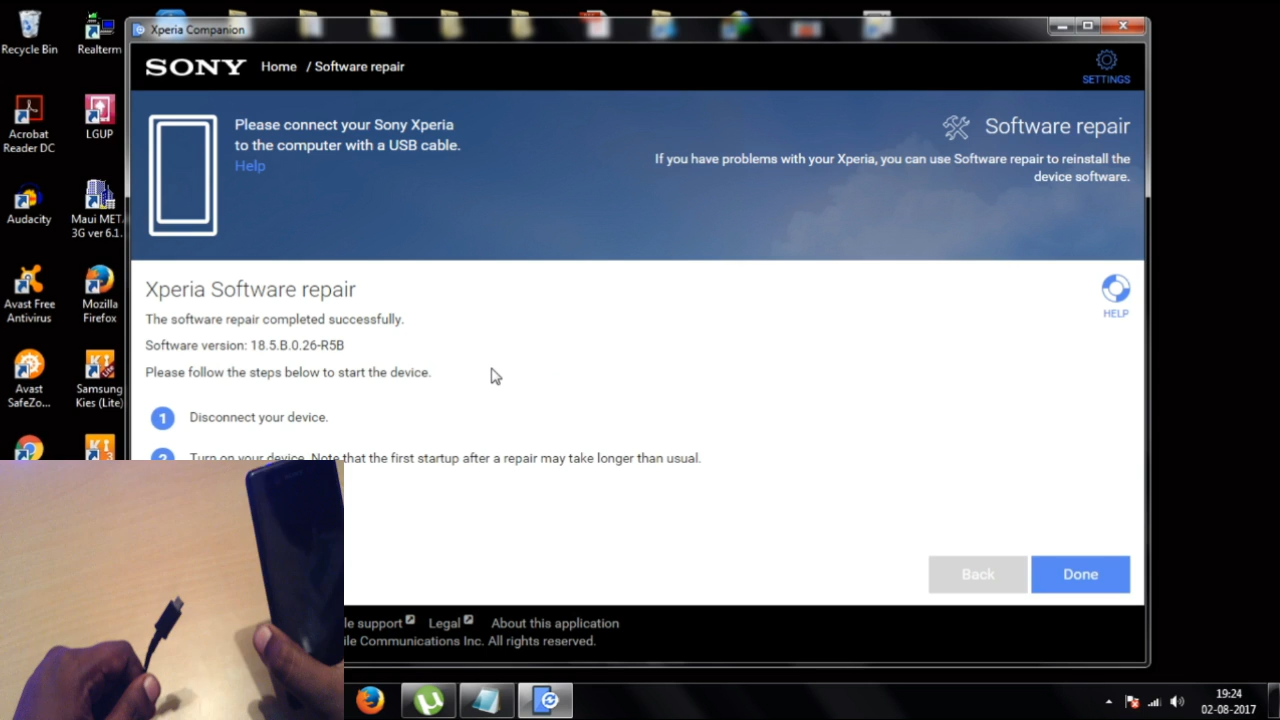 Recycle Bin
Realterm
Acrobat
Reader DC
LGUP
Audacity
Maui META
3G ver 6.1.
Avast Free
Antivirus
Mozilla
Firefox
Avast
SafeZo...
Samsung
Kies (Lite)
Xperia Companion
SONY
Home / Software repair
SETTINGS
Please connect your Sony Xperia
to the computer with a USB cable.
Help
Software repair
If you have problems with your Xperia, you can use Software repair to reinstall the
device software.
Xperia Software repair
HELP
The software repair completed successfully.
Software version: 18.5.B.0.26-R5B
Please follow the steps below to start the device.
1 Disconnect your device.
2 Turn on your device. Note that the first startup after a repair may take longer than usual.
Back
Done
le support Legal About this application
ile Communications Inc. All rights reserved.
19:24
02-08-2017